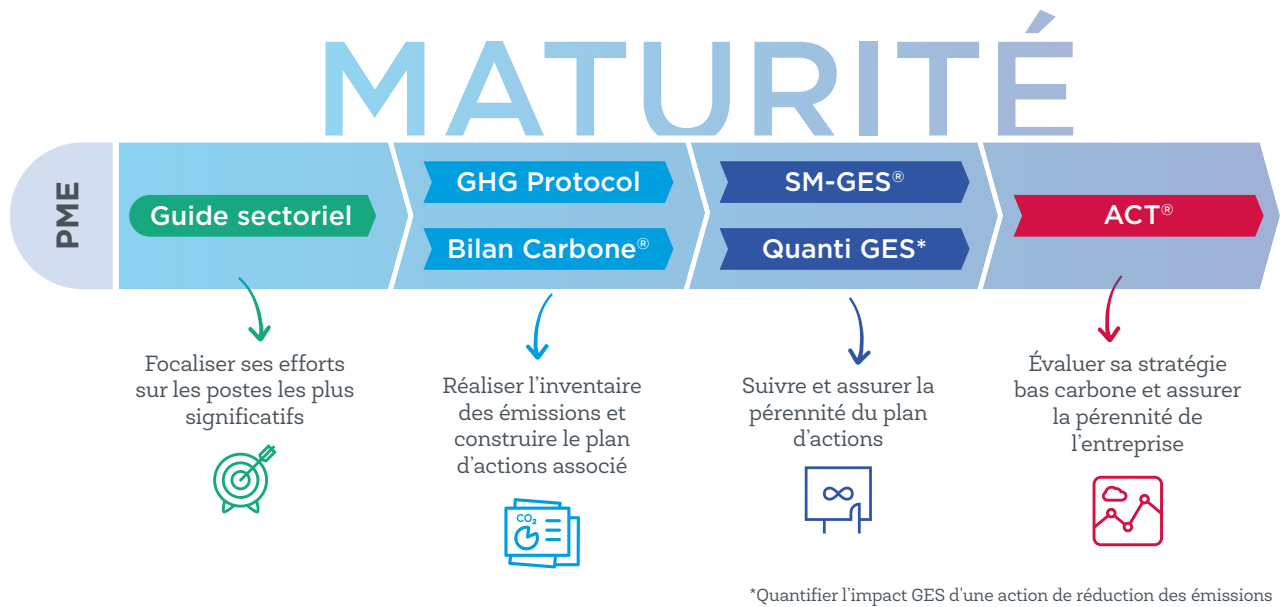 MATURITÉ
PME
Guide sectoriel
GHG Protocol
Bilan Carbone®
SM-GES®
Quanti GES*
ACT®
Focaliser ses efforts
sur les postes les plus
significatifs
Réaliser l’inventaire
des émissions et
construire le plan
d’actions associé
CO₂
Suivre et assurer la
pérennité du plan
d’actions
Évaluer sa stratégie
bas carbone et assurer
la pérennité de
l’entreprise
*Quantifier l’impact GES d'une action de réduction des émissions